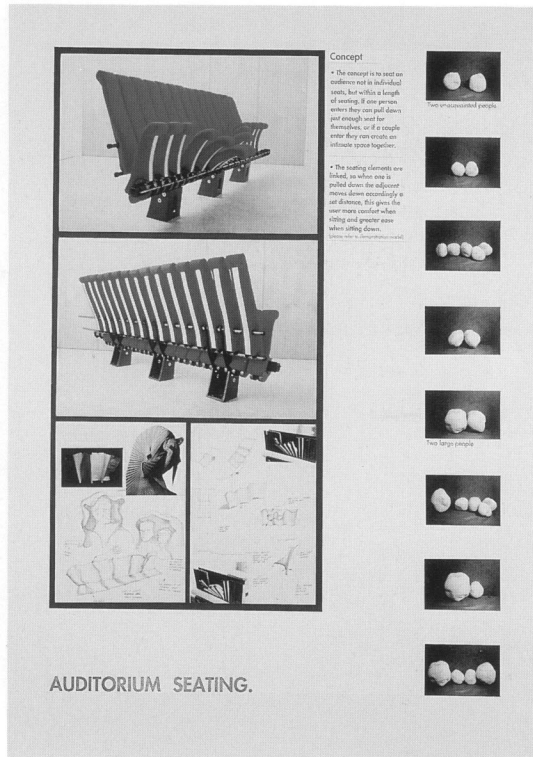 Concept
• The concept is to seat an
audience not in individual
seats, but within a length
of seating. If one person
enters they can pull down
just enough seat for
themselves, or if a couple
enter they can create an
intimate space together.
• The seating elements are
linked, so when one is
pulled down the adjacent
moves down accordingly a
set distance, this gives the
user more comfort when
sitting and greater ease
when sitting down.
(please refer to demonstration model)
Two unacquainted people
Two large people
AUDITORIUM SEATING.